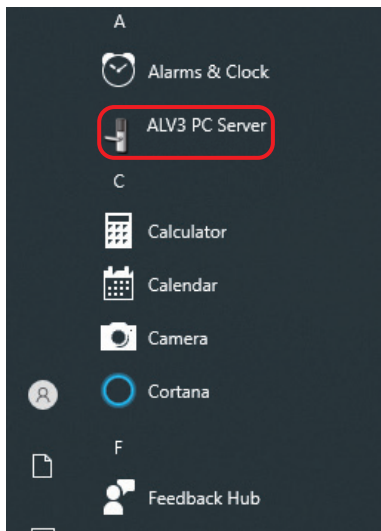 A
Alarms & Clock
ALV3 PC Server
C
Calculator
Calendar
Camera
Cortana
F
Feedback Hub